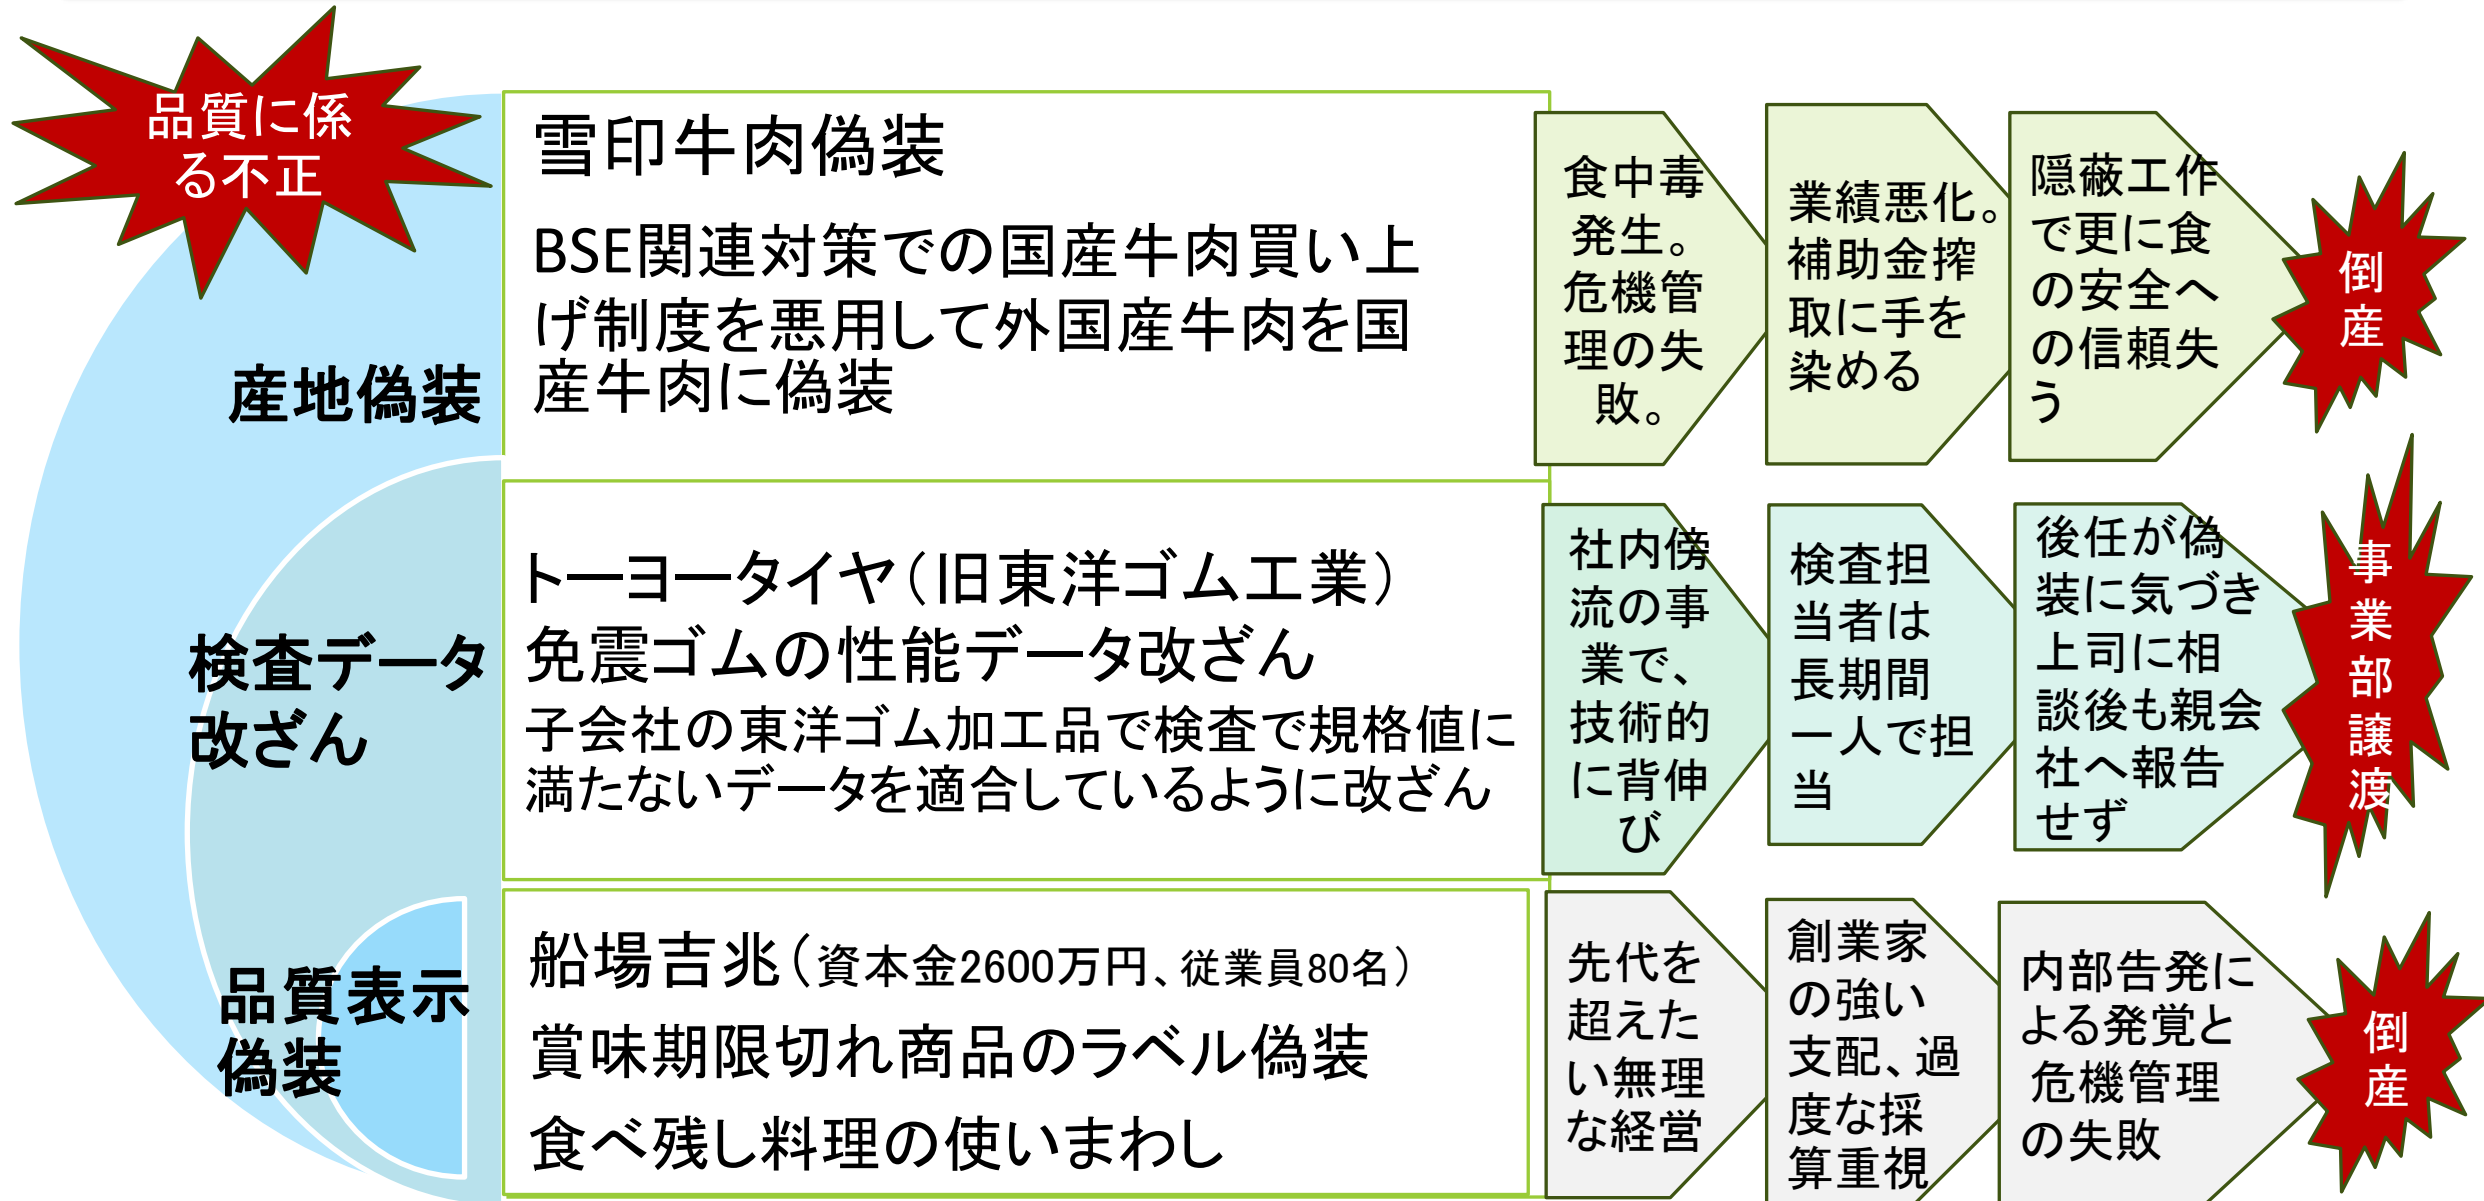 品質に係
る不正
産地偽装
雪印牛肉偽装
BSE関連対策での国産牛肉買い上
げ制度を悪用して外国産牛肉を国
産牛肉に偽装
食中毒
発生。
危機管
理の失
敗。
業績悪化。
補助金搾
取に手を
染める
隠蔽工作
で更に食
の安全へ
の信頼失
う
倒
産
検査データ
改ざん
トーヨータイヤ（旧東洋ゴム工業）
免震ゴムの性能データ改ざん
子会社の東洋ゴム加工品で検査で規格値に
満たないデータを適合しているように改ざん
社内傍
流の事
業で、
技術的
に背伸
び
検査担
当者は
長期間
一人で担
当
後任が偽
装に気づき
上司に相
談後も親会
社へ報告
せず
事
業
部
譲
渡
品質表示
偽装
船場吉兆（資本金2600万円、従業員80名）
賞味期限切れ商品のラベル偽装
食べ残し料理の使いまわし
先代を
超えた
い無理
な経営
創業家
の強い
支配、過
度な採
算重視
内部告発に
よる発覚と
危機管理
の失敗
倒
産